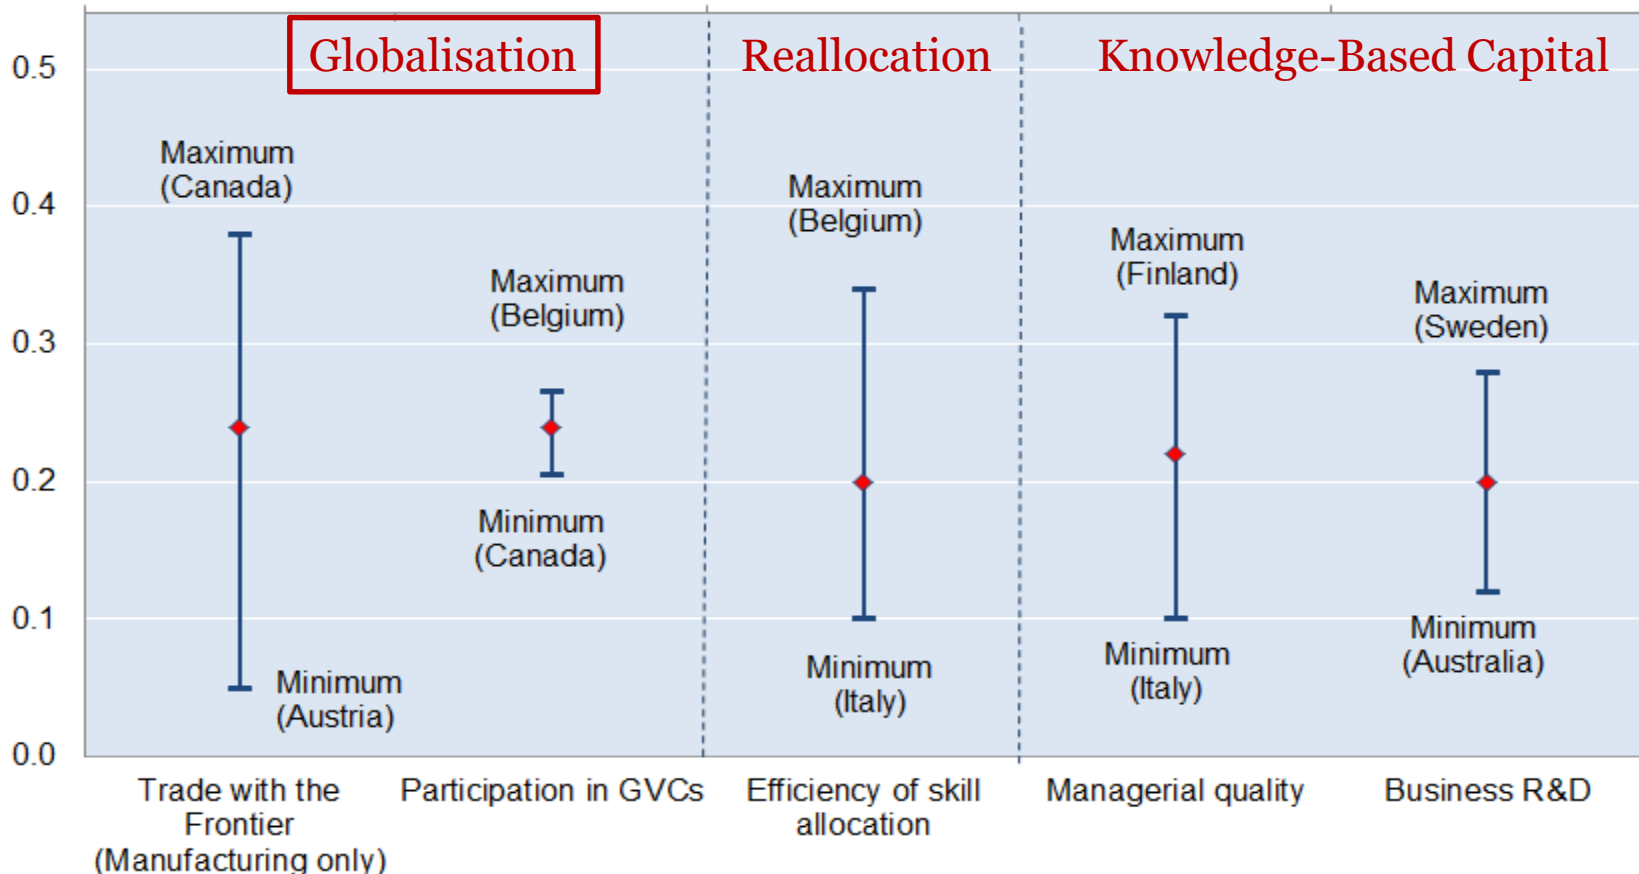 Globalisation
Reallocation
Knowledge-Based Capital
0.5
0.4
0.3
0.2
0.1
0.0
Maximum
(Canada)
Minimum
(Austria)
Maximum
(Belgium)
Minimum
(Canada)
Maximum
(Belgium)
Minimum
(Italy)
Maximum
(Finland)
Minimum
(Italy)
Maximum
(Sweden)
Minimum
(Australia)
Trade with the
Frontier
(Manufacturing only)
Participation in GVCs
Efficiency of skill
allocation
Managerial quality
Business R&D